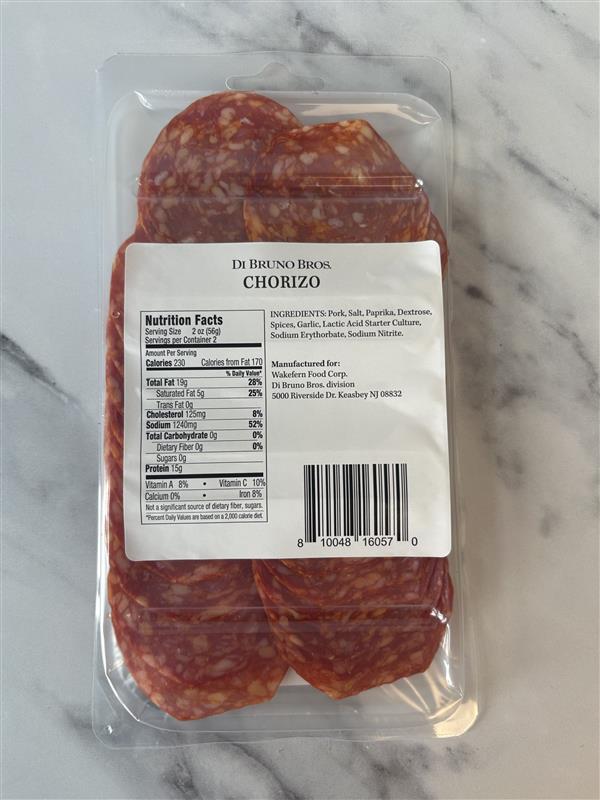 DI BRUNO BROS.
CHORIZO
Nutrition Facts
Serving Size 2 oz (56g)
Servings per Container 2
Amount Per Serving
Calories 230 Calories from Fat 170
% Daily Value*
Total Fat 19g 28%
Saturated Fat 5g 25%
Trans Fat 0g
Cholesterol 125mg 8%
Sodium 1240mg 52%
Total Carbohydrate 0g 0%
Dietary Fiber 0g 0%
Sugars 0g
Protein 15g
Vitamin A 8% • Vitamin C 10%
Calcium 0% • Iron 8%
Not a significant source of dietary fiber, sugars.
*Percent Daily Values are based on a 2,000 calorie diet.
INGREDIENTS: Pork, Salt, Paprika, Dextrose,
Spices, Garlic, Lactic Acid Starter Culture,
Sodium Erythorbate, Sodium Nitrite.
Manufactured for:
Wakefern Food Corp.
Di Bruno Bros. division
5000 Riverside Dr. Keasbey NJ 08832
8 10048 16057 0